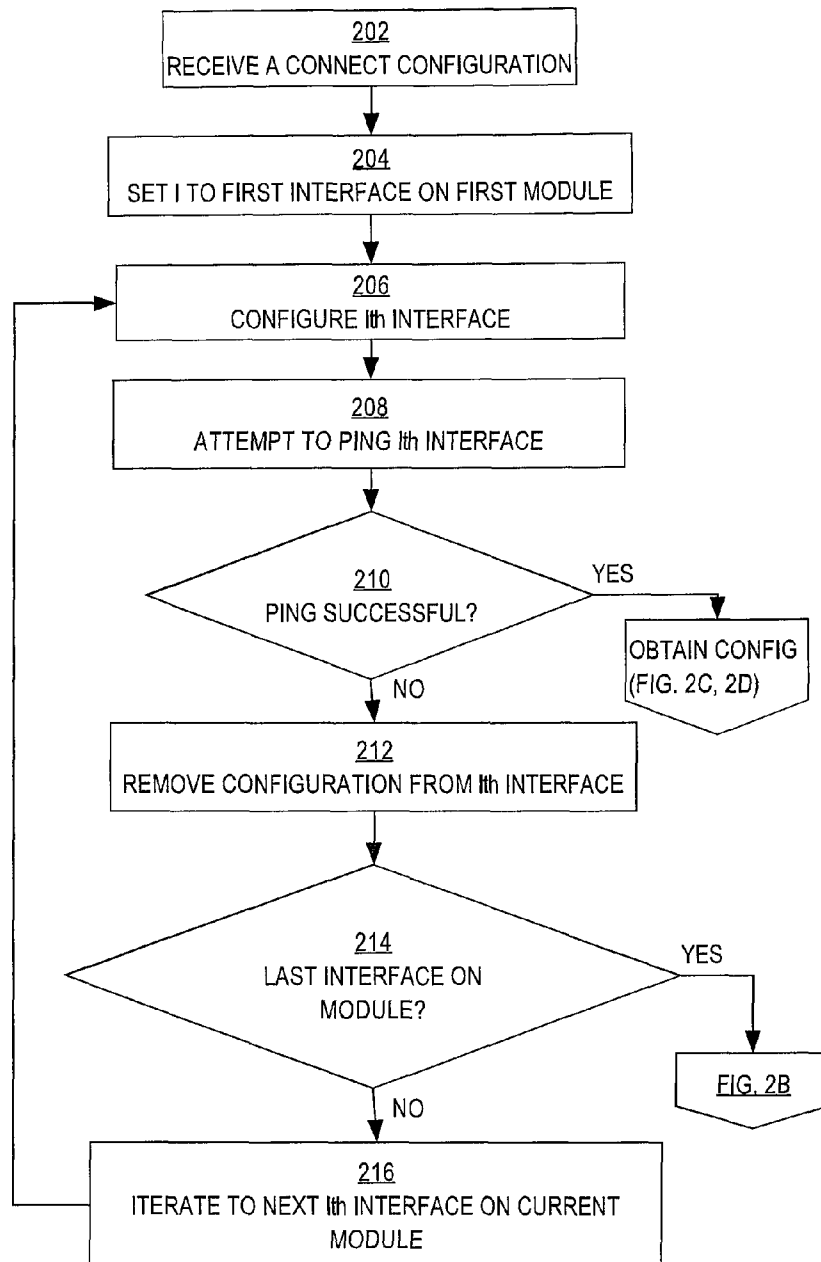 202
RECEIVE A CONNECT CONFIGURATION
204
SET I TO FIRST INTERFACE ON FIRST MODULE
206
CONFIGURE Ith INTERFACE
208
ATTEMPT TO PING Ith INTERFACE
210
PING SUCCESSFUL?
YES
OBTAIN CONFIG
(FIG. 2C, 2D)
NO
212
REMOVE CONFIGURATION FROM Ith INTERFACE
214
LAST INTERFACE ON
MODULE?
YES
FIG. 2B
NO
216
ITERATE TO NEXT Ith INTERFACE ON CURRENT
MODULE